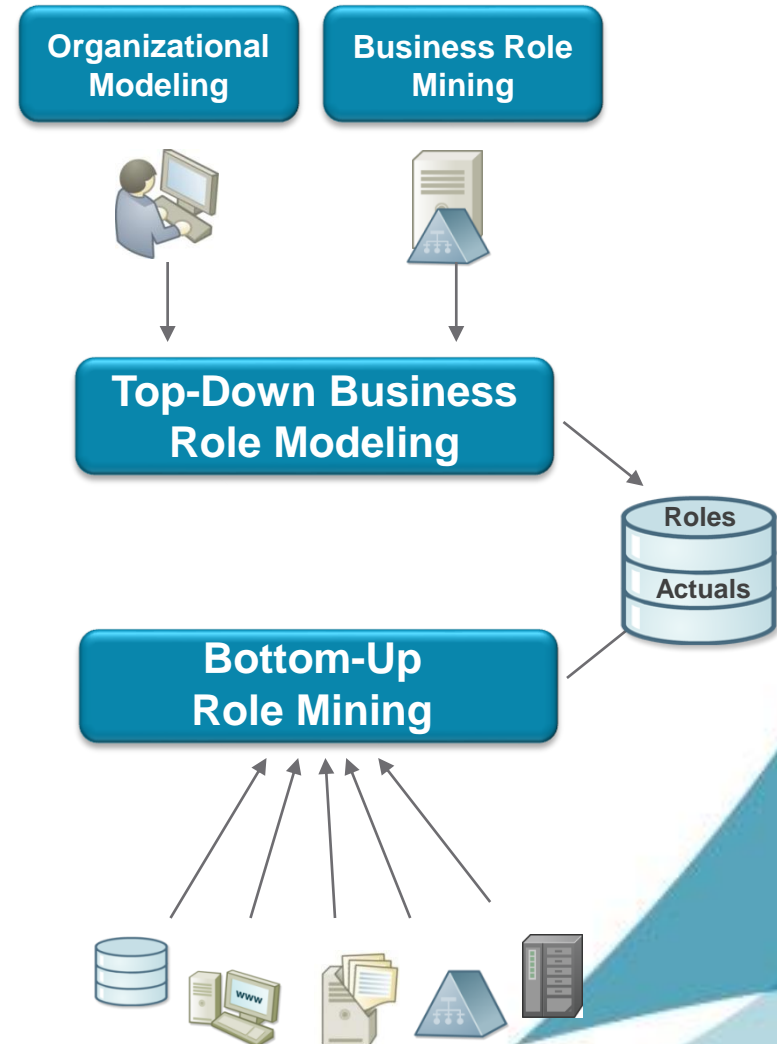 Organizational
Modeling
Business Role
Mining
Top-Down Business
Role Modeling
Roles
Actuals
Bottom-Up
Role Mining
www